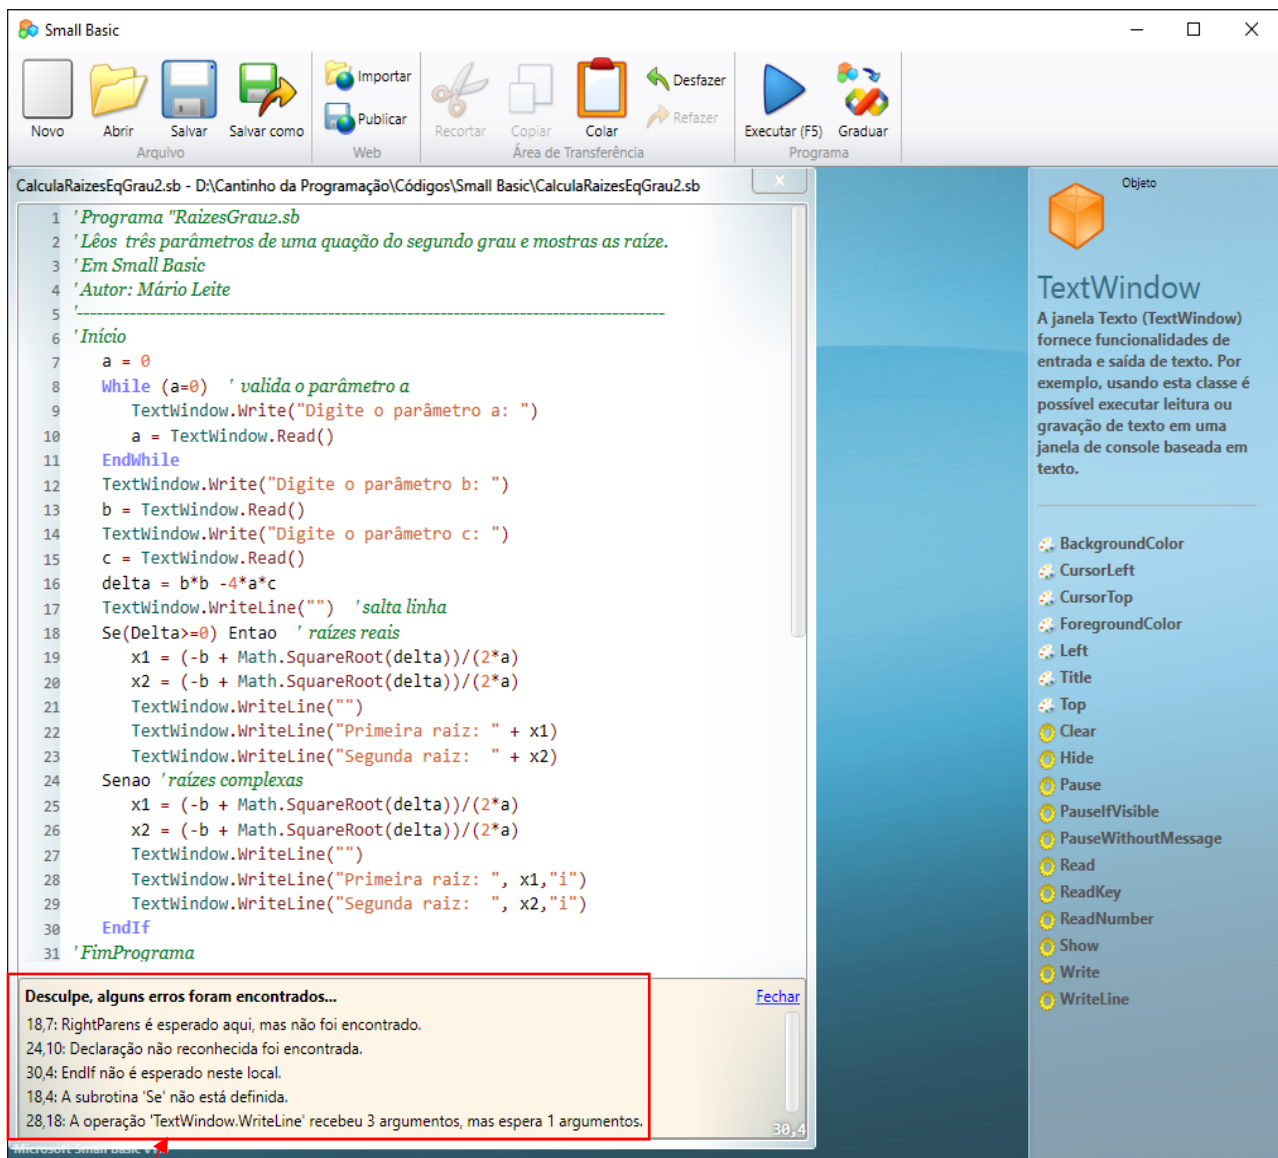 Small Basic
Novo
Abrir
Salvar
Salvar como
Arquivo
Importar
Publicar
Web
Recortar
Copiar
Colar
Desfazer
Refazer
Área de Transferência
Executar (F5)
Graduar
Programa
CalculaRaizesEqGrau2.sb - D:\Cantinho da Programação\Códigos\Small Basic\CalculaRaizesEqGrau2.sb
1 'Programa "RaizesGrau2.sb
2 'Lêos  três parâmetros de uma quação do segundo grau e mostras as raíze.
3 'Em Small Basic
4 'Autor: Mário Leite
5 '-----------------------------------------------------------------------------------------
6 'Início
7 a = 0
8 While (a=0)  ' valida o parâmetro a
9 TextWindow.Write("Digite o parâmetro a: ")
10 a = TextWindow.Read()
11 EndWhile
12 TextWindow.Write("Digite o parâmetro b: ")
13 b = TextWindow.Read()
14 TextWindow.Write("Digite o parâmetro c: ")
15 c = TextWindow.Read()
16 delta = b*b -4*a*c
17 TextWindow.WriteLine("")  'salta linha
18 Se(Delta>=0) Entao  ' raízes reais
19 x1 = (-b + Math.SquareRoot(delta))/(2*a)
20 x2 = (-b + Math.SquareRoot(delta))/(2*a)
21 TextWindow.WriteLine("")
22 TextWindow.WriteLine("Primeira raiz: " + x1)
23 TextWindow.WriteLine("Segunda raiz:  " + x2)
24 Senao 'raízes complexas
25 x1 = (-b + Math.SquareRoot(delta))/(2*a)
26 x2 = (-b + Math.SquareRoot(delta))/(2*a)
27 TextWindow.WriteLine("")
28 TextWindow.WriteLine("Primeira raiz: ", x1,"i")
29 TextWindow.WriteLine("Segunda raiz:  ", x2,"i")
30 EndIf
31 'FimPrograma
Desculpe, alguns erros foram encontrados...
Fechar
18,7: RightParens é esperado aqui, mas não foi encontrado.
24,10: Declaração não reconhecida foi encontrada.
30,4: EndIf não é esperado neste local.
18,4: A subrotina 'Se' não está definida.
28,18: A operação 'TextWindow.WriteLine' recebeu 3 argumentos, mas espera 1 argumentos.
30,4
Microsoft Small Basic
Objeto
TextWindow
A janela Texto (TextWindow)
fornece funcionalidades de
entrada e saída de texto. Por
exemplo, usando esta classe é
possível executar leitura ou
gravação de texto em uma
janela de console baseada em
texto.
BackgroundColor
CursorLeft
CursorTop
ForegroundColor
Left
Title
Top
Clear
Hide
Pause
PauseIfVisible
PauseWithoutMessage
Read
ReadKey
ReadNumber
Show
Write
WriteLine